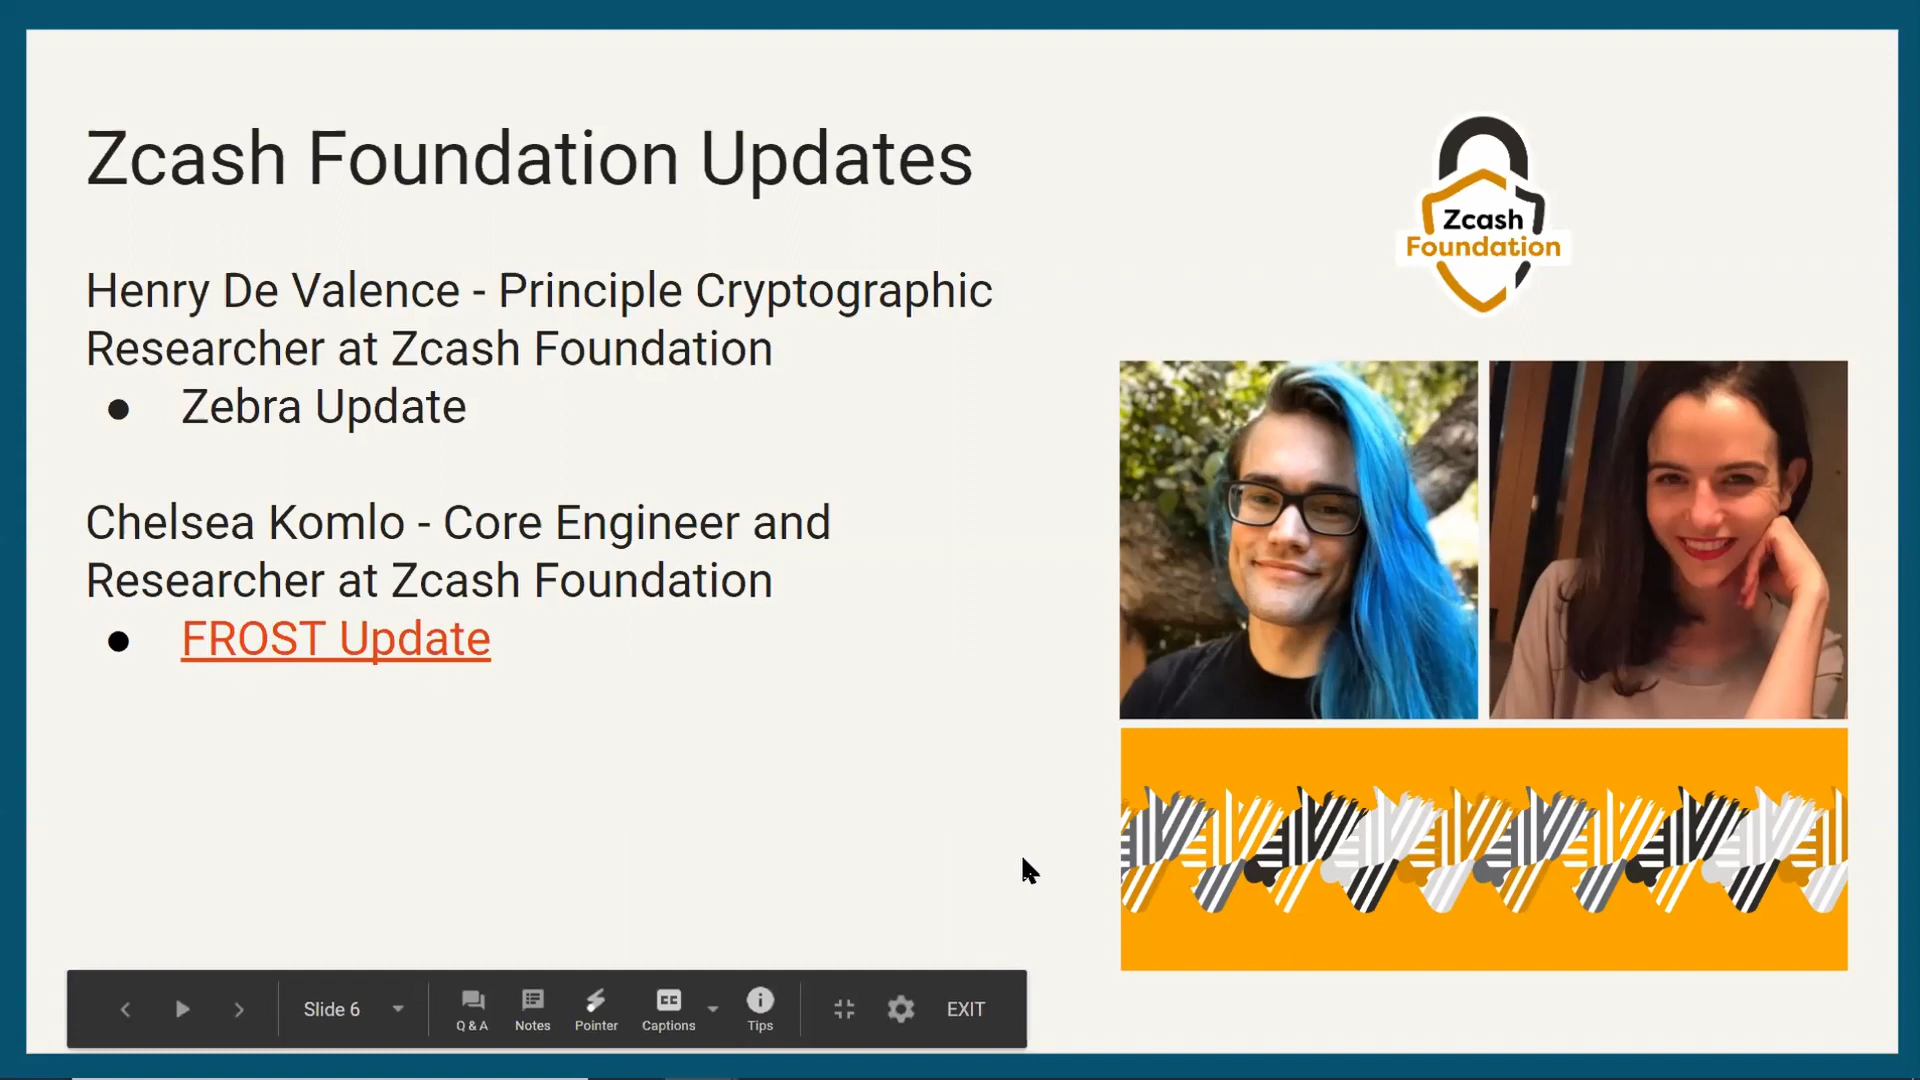 Zcash Foundation Updates
Zcash
Foundation
Henry De Valence - Principle Cryptographic
Researcher at Zcash Foundation
● Zebra Update
Chelsea Komlo - Core Engineer and
Researcher at Zcash Foundation
● FROST Update
Slide 6
Q & A
Notes
Pointer
CC
Captions
Tips
EXIT